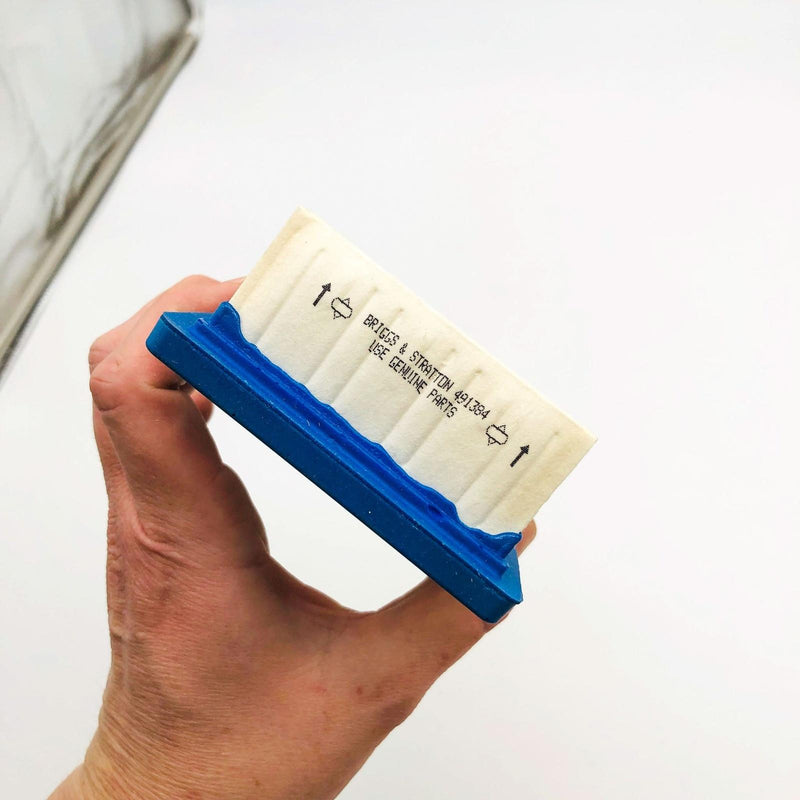 BRIGGS & STRATTON 491384
USE GENUINE PARTS